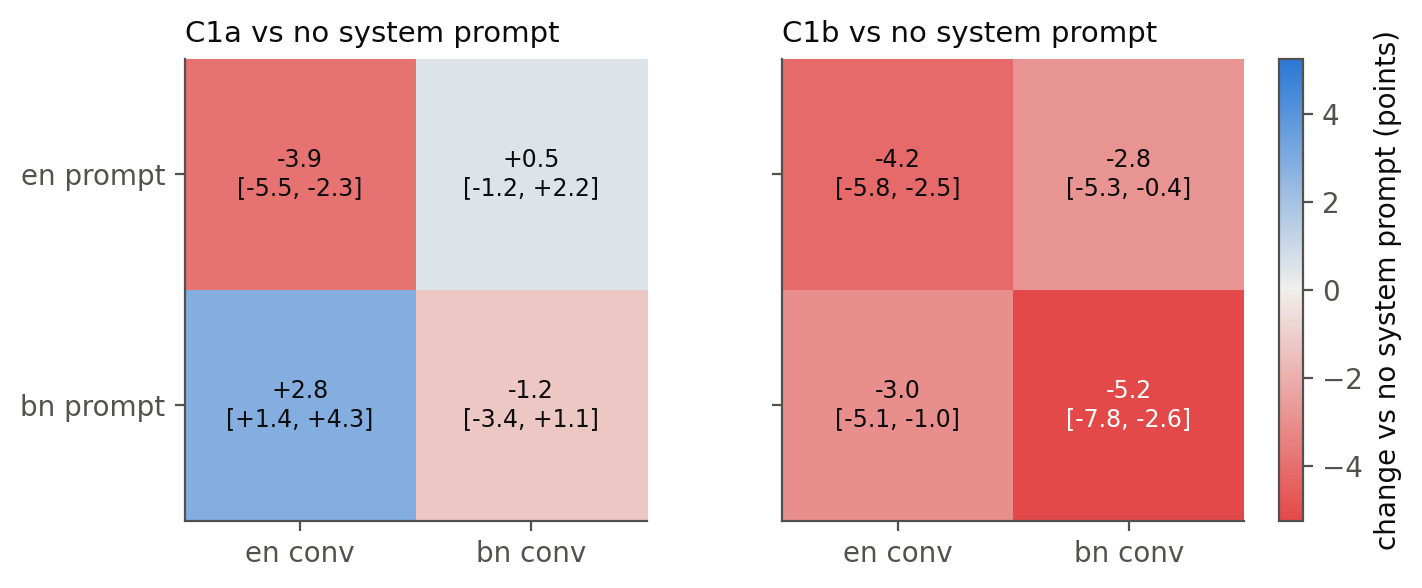 C1a vs no system prompt
C1b vs no system prompt
en prompt
bn prompt
-3.9
[-5.5, -2.3]
+0.5
[-1.2, +2.2]
+2.8
[+1.4, +4.3]
-1.2
[-3.4, +1.1]
en conv
bn conv
-4.2
[-5.8, -2.5]
-2.8
[-5.3, -0.4]
-3.0
[-5.1, -1.0]
-5.2
[-7.8, -2.6]
en conv
bn conv
4
2
0
−2
−4
change vs no system prompt (points)